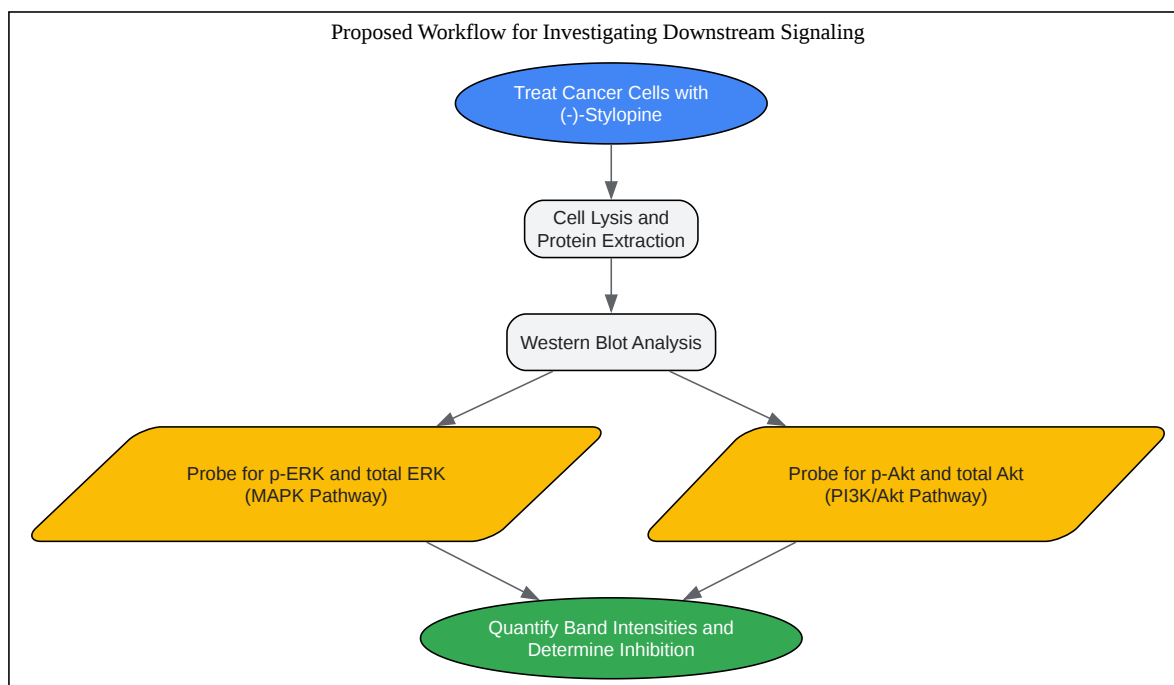 Proposed Workflow for Investigating Downstream Signaling
Treat Cancer Cells with
(-)-Stylopine
Cell Lysis and
Protein Extraction
Western Blot Analysis
Probe for p-ERK and total ERK
(MAPK Pathway)
Probe for p-Akt and total Akt
(PI3K/Akt Pathway)
Quantify Band Intensities and
Determine Inhibition